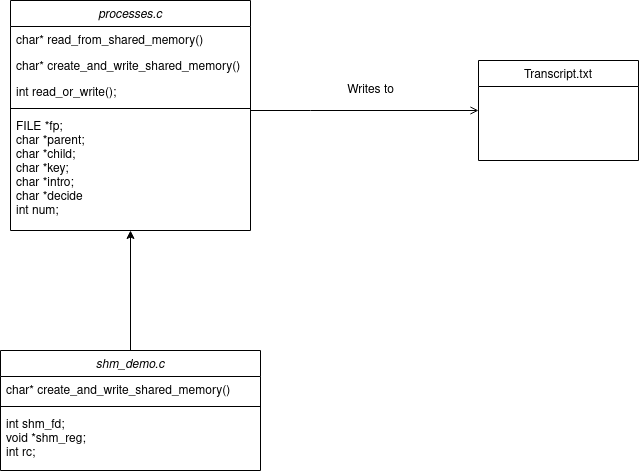 processes.c
char* read_from_shared_memory()
char* create_and_write_shared_memory()
int read_or_write();
FILE *fp;
char *parent;
char *child;
char *key;
char *intro;
char *decide
int num;
Writes to
Transcript.txt
shm_demo.c
char* create_and_write_shared_memory()
int shm_fd;
void *shm_reg;
int rc;